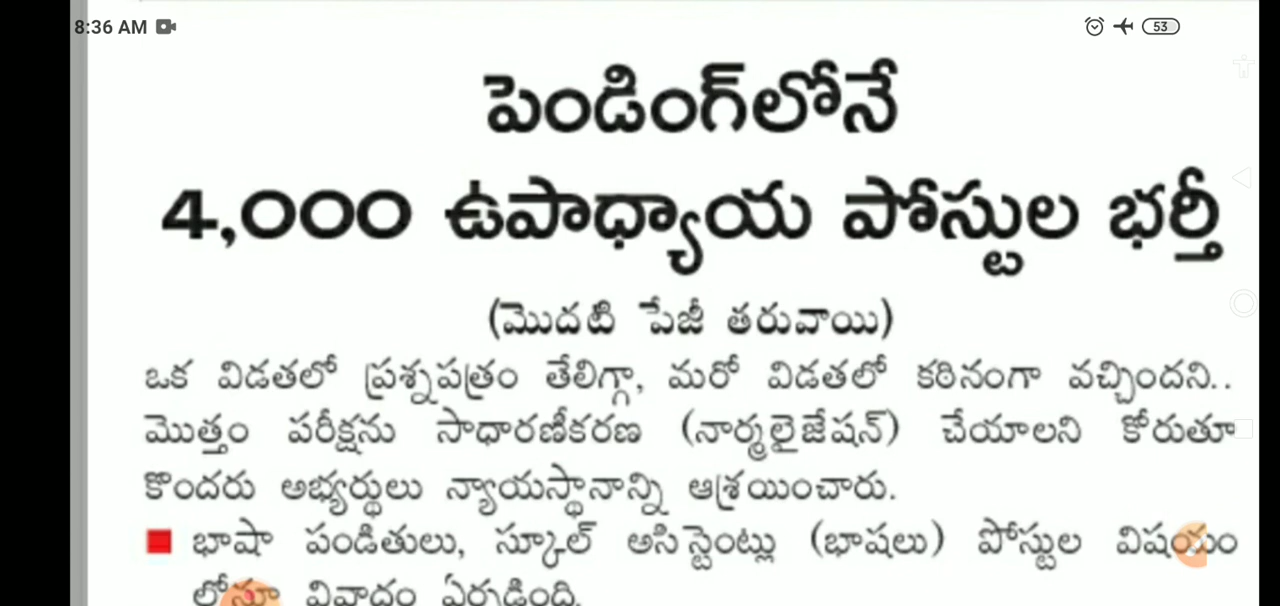 8:36 AM
53
పెండింగ్‌లోనే
4,000 ఉపాధ్యాయ పోస్టుల భర్తీ
(మొదటి పేజీ తరువాయి)
ఒక విడతలో ప్రశ్నపత్రం తేలిగ్గా, మరో విడతలో కఠినంగా వచ్చిందని..
మొత్తం పరీక్షను సాధారణీకరణ (నార్మలైజేషన్) చేయాలని కోరుతూ
కొందరు అభ్యర్థులు న్యాయస్థానాన్ని ఆశ్రయించారు.
భాషా పండితులు, స్కూల్ అసిస్టెంట్లు (భాషలు) పోస్టుల విషయం
లోనూ వివాదం ఏర్పడింది.